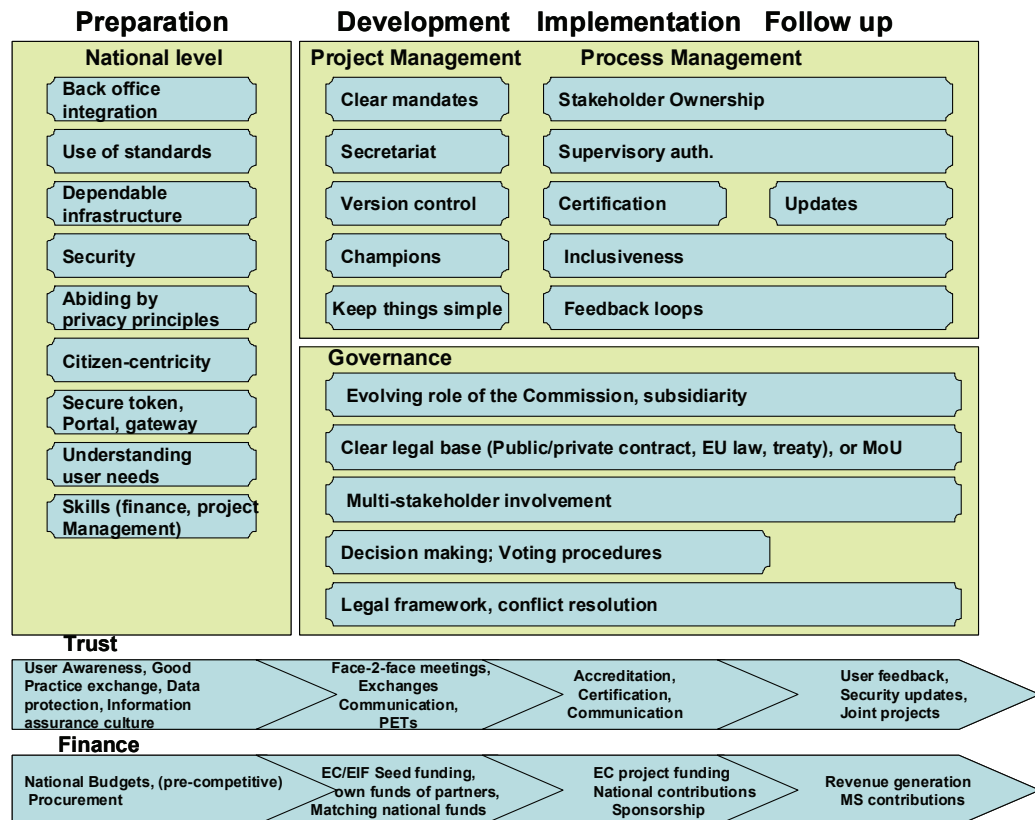 Preparation
Development
Implementation
Follow up
National level
Back office
integration
Use of standards
Dependable
infrastructure
Security
Abiding by
privacy principles
Citizen-centricity
Secure token,
Portal, gateway
Understanding
user needs
Skills (finance, project
Management)
Project Management
Clear mandates
Secretariat
Version control
Champions
Keep things simple
Process Management
Stakeholder Ownership
Supervisory auth.
Certification
Updates
Inclusiveness
Feedback loops
Governance
Evolving role of the Commission, subsidiarity
Clear legal base (Public/private contract, EU law, treaty), or MoU
Multi-stakeholder involvement
Decision making; Voting procedures
Legal framework, conflict resolution
Trust
User Awareness, Good
Practice exchange, Data
protection, Information
assurance culture
Face-2-face meetings,
Exchanges
Communication,
PETs
Accreditation,
Certification,
Communication
User feedback,
Security updates,
Joint projects
Finance
National Budgets, (pre-competitive)
Procurement
EC/EIF Seed funding,
own funds of partners,
Matching national funds
EC project funding
National contributions
Sponsorship
Revenue generation
MS contributions